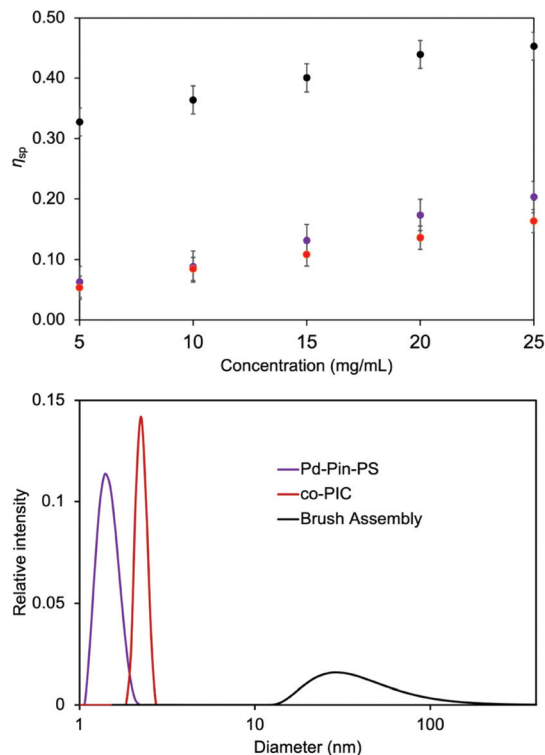 0.50
0.40
0.30
0.20
0.10
0.00
ηsp
5 10 15 20 25
Concentration (mg/mL)
0.15
0.1
0.05
0
Relative intensity
Pd-Pin-PS
co-PIC
Brush Assembly
1 10 100
Diameter (nm)